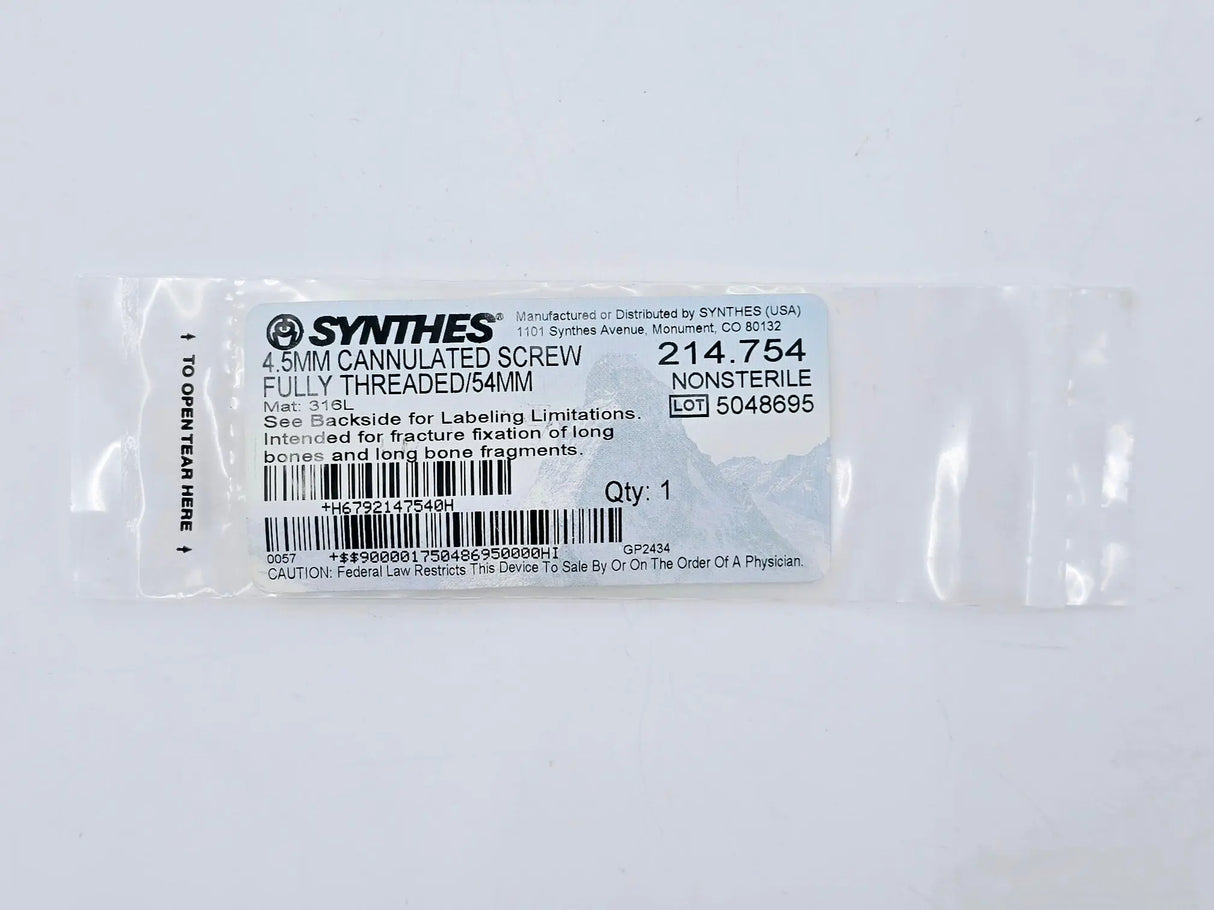 ↑ TO OPEN TEAR HERE ↑
SYNTHES®
Manufactured or Distributed by SYNTHES (USA)
1101 Synthes Avenue, Monument, CO 80132
4.5MM CANNULATED SCREW
FULLY THREADED/54MM
214.754
NONSTERILE
LOT 5048695
Mat: 316L
See Backside for Labeling Limitations.
Intended for fracture fixation of long
bones and long bone fragments.
Qty: 1
+H6792147540H
0057 +$$900001750486950000HI GP2434
CAUTION: Federal Law Restricts This Device To Sale By Or On The Order Of A Physician.